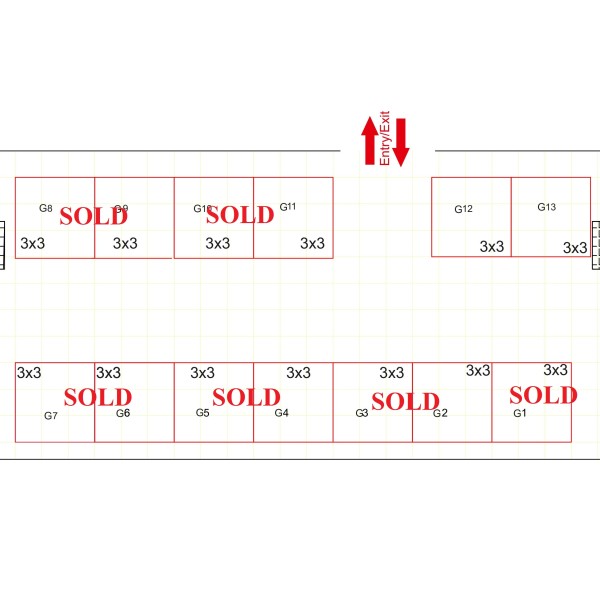 Entry/Exit
G8
SOLD
G9
G10
SOLD
G11
G12
G13
3x3
3x3
3x3
3x3
3x3
3x3
3x3
3x3
3x3
3x3
3x3
3x3
3x3
SOLD
SOLD
SOLD
SOLD
G7
G6
G5
G4
G3
G2
G1